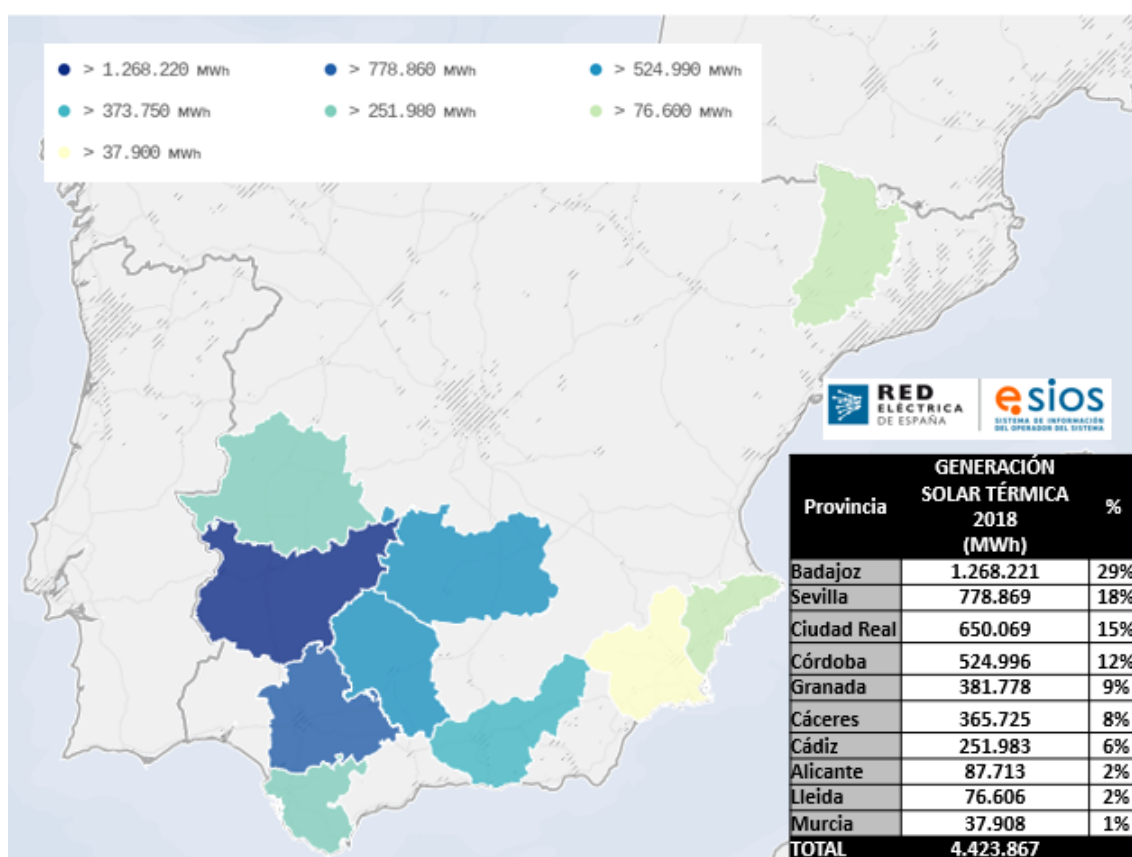 > 1.268.220 MWh
> 778.860 MWh
> 524.990 MWh
> 373.750 MWh
> 251.980 MWh
> 76.600 MWh
> 37.900 MWh
RED
ELÉCTRICA
DE ESPAÑA
esios
SISTEMA DE INFORMACIÓN
DEL OPERADOR DEL SISTEMA
Provincia GENERACIÓN SOLAR TÉRMICA 2018 (MWh) %
Badajoz 1.268.221 29%
Sevilla 778.869 18%
Ciudad Real 650.069 15%
Córdoba 524.996 12%
Granada 381.778 9%
Cáceres 365.725 8%
Cádiz 251.983 6%
Alicante 87.713 2%
Lleida 76.606 2%
Murcia 37.908 1%
TOTAL 4.423.867